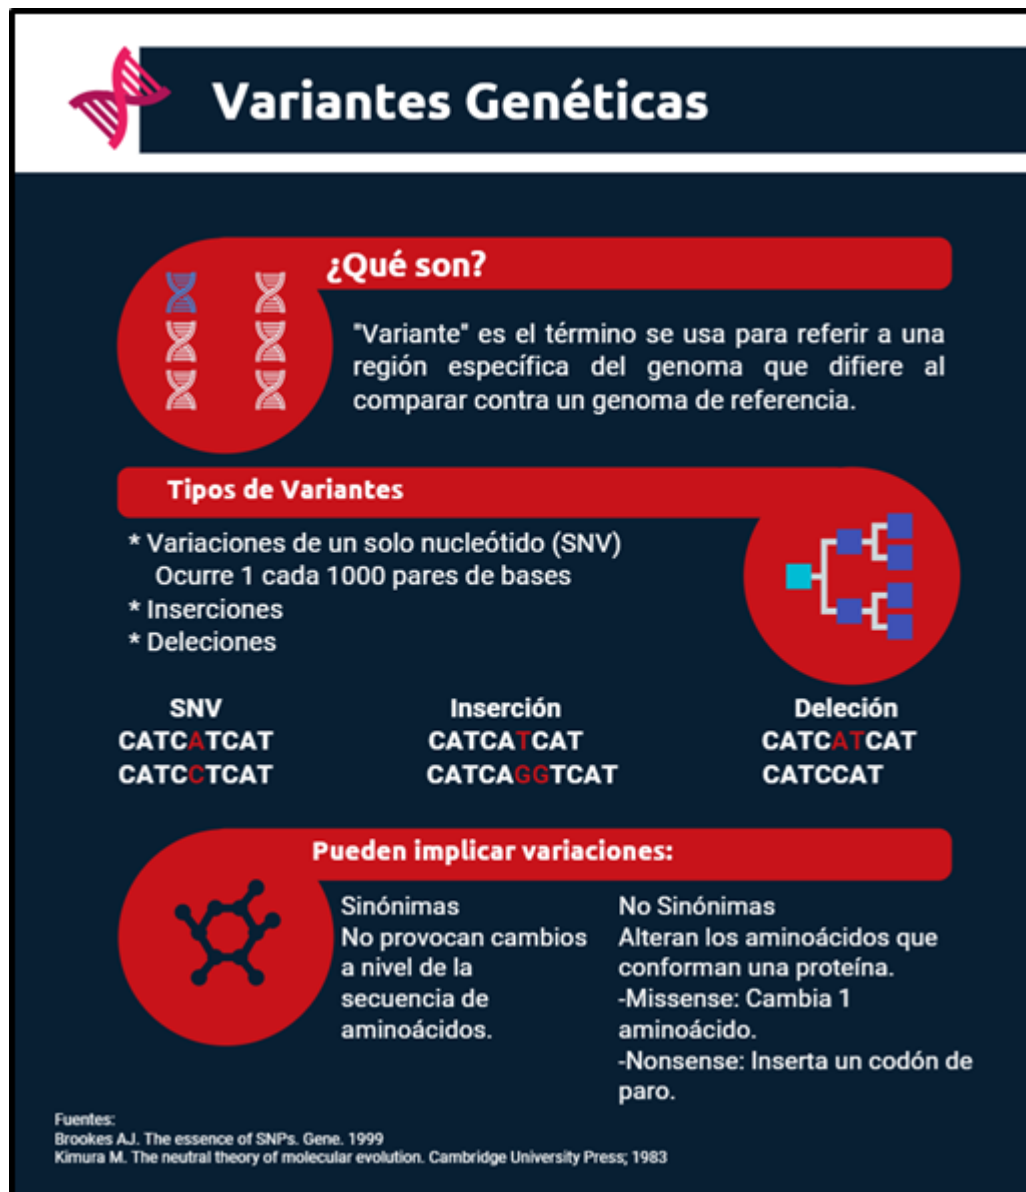 Variantes Genéticas
¿Qué son?
"Variante" es el término se usa para referir a una
región específica del genoma que difiere al
comparar contra un genoma de referencia.
Tipos de Variantes
* Variaciones de un solo nucleótido (SNV)
Ocurre 1 cada 1000 pares de bases
* Inserciones
* Deleciones
SNV
CATCATCAT
CATCCTCAT
Inserción
CATCATCAT
CATCAGGTCAT
Deleción
CATCATCAT
CATCCAT
Pueden implicar variaciones:
Sinónimas
No provocan cambios
a nivel de la
secuencia de
aminoácidos.
No Sinónimas
Alteran los aminoácidos que
conforman una proteína.
-Missense: Cambia 1
aminoácido.
-Nonsense: Inserta un codón de
paro.
Fuentes:
Brookes AJ. The essence of SNPs. Gene. 1999
Kimura M. The neutral theory of molecular evolution. Cambridge University Press; 1983